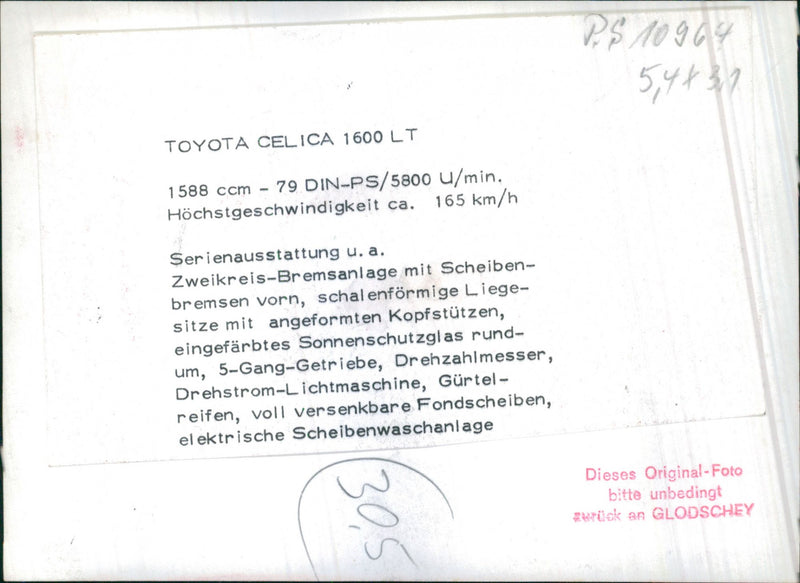 P.S 10964
5,4 x 3,1
TOYOTA CELICA 1600 LT
1588 ccm - 79 DIN-PS/5800 U/min.
Höchstgeschwindigkeit ca. 165 km/h
Serienausstattung u. a.
Zweikreis-Bremsanlage mit Scheiben-
bremsen vorn, schalenförmige Liege-
sitze mit angeformten Kopfstützen,
eingefärbtes Sonnenschutzglas rund-
um, 5-Gang-Getriebe, Drehzahlmesser,
Drehstrom-Lichtmaschine, Gürtel-
reifen, voll versenkbare Fondscheiben,
elektrische Scheibenwaschanlage
30,5
Dieses Original-Foto
bitte unbedingt
zurück an GLODSCHEY